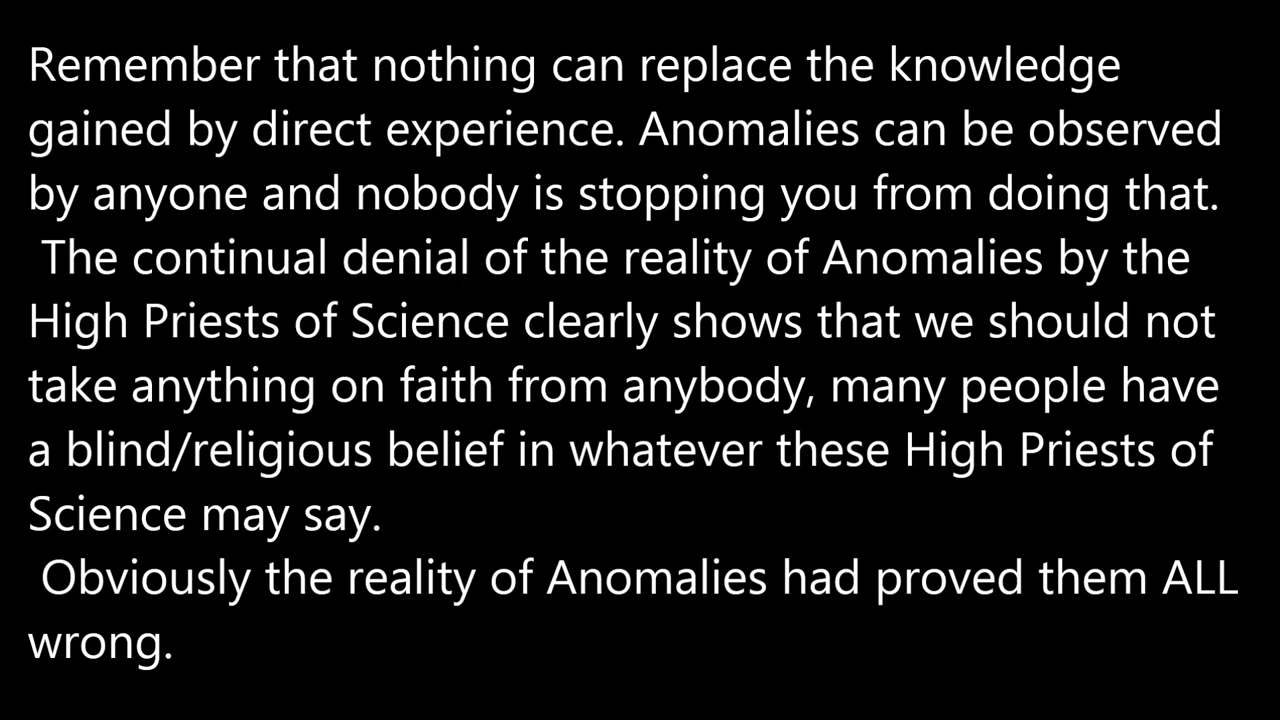 Remember that nothing can replace the knowledge
gained by direct experience. Anomalies can be observed
by anyone and nobody is stopping you from doing that.
The continual denial of the reality of Anomalies by the
High Priests of Science clearly shows that we should not
take anything on faith from anybody, many people have
a blind/religious belief in whatever these High Priests of
Science may say.
Obviously the reality of Anomalies had proved them ALL
wrong.